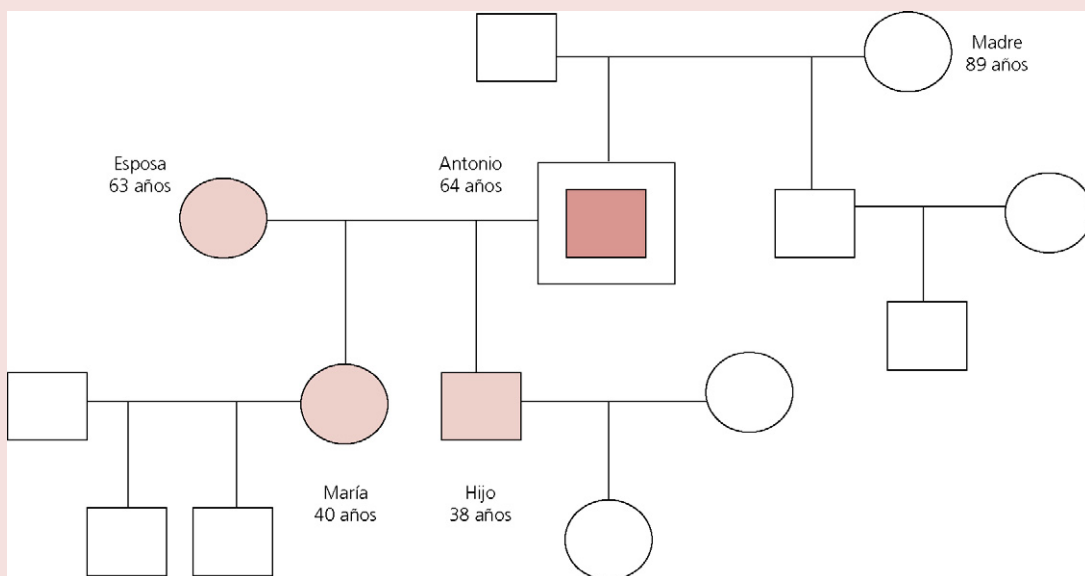 Madre
89 años
Esposa
63 años
Antonio
64 años
María
40 años
Hijo
38 años